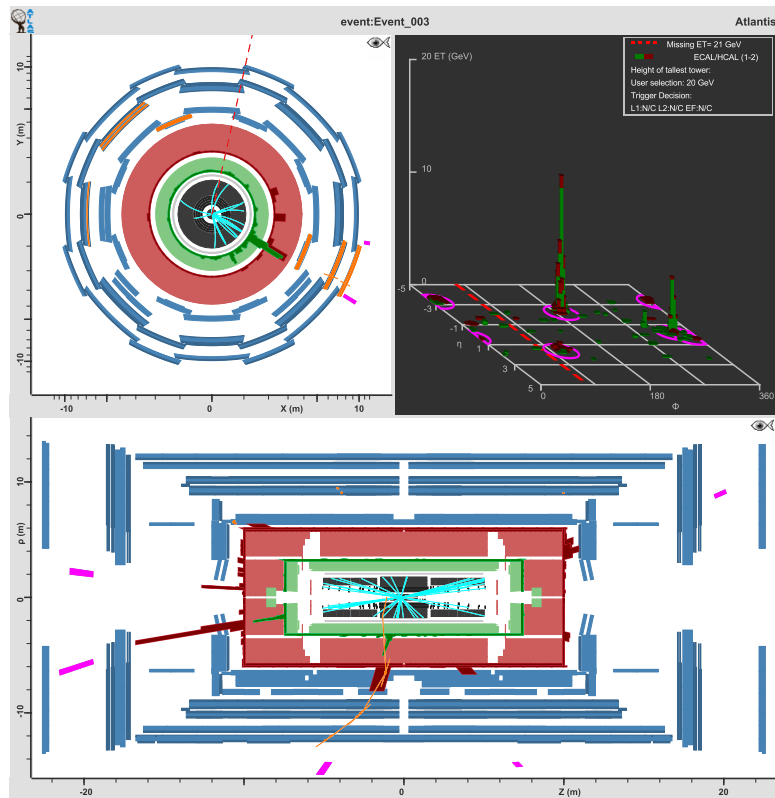 ATLAS
event:Event_003
Atlantis
10
0
-10
Y (m)
-10
0
X (m)
10
20 ET (GeV)
10
0
-5
-3
-1
η
1
3
5
0
180
360
Φ
Missing ET= 21 GeV
ECAL/HCAL (1-2)
Height of tallest tower:
User selection: 20 GeV
Trigger Decision:
L1:N/C L2:N/C EF:N/C
10
ρ (m)
0
-10
-20
0
Z (m)
20